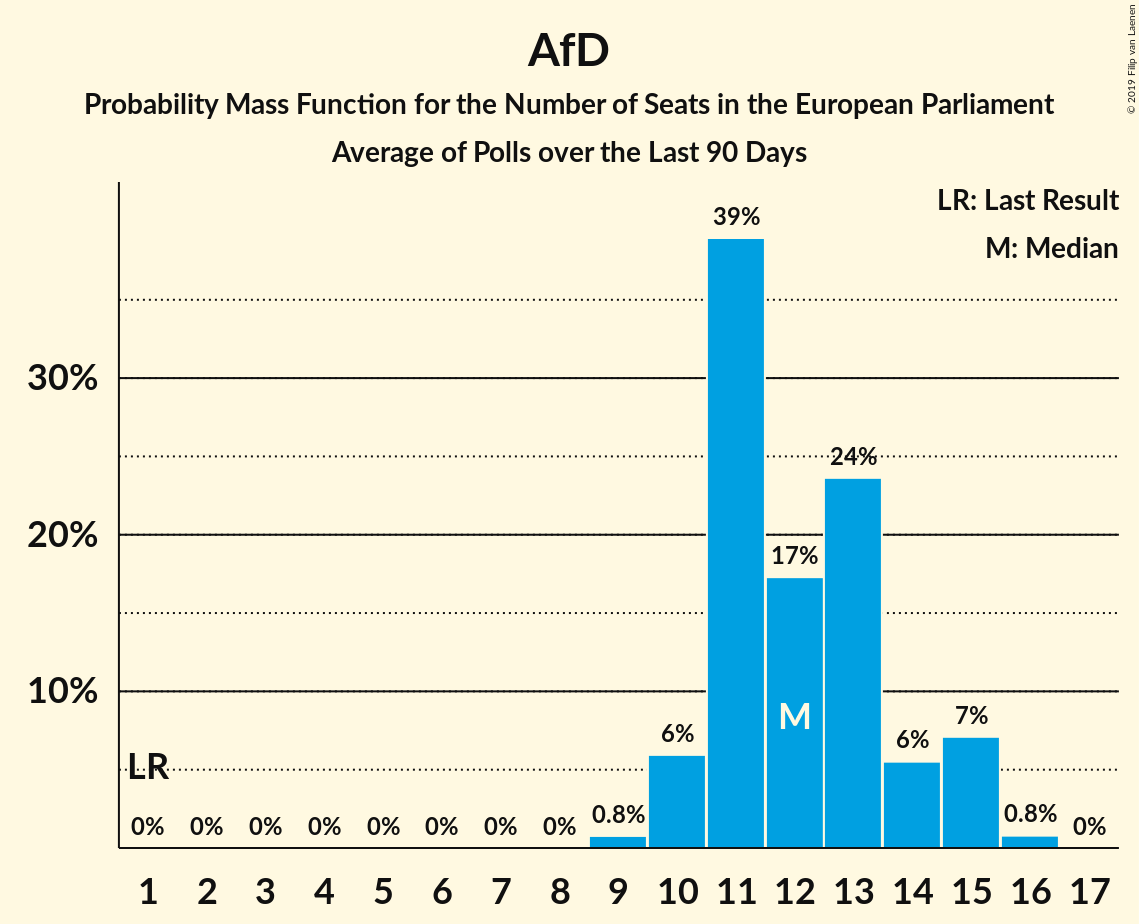 AfD
Probability Mass Function for the Number of Seats in the European Parliament
Average of Polls over the Last 90 Days
© 2019 Filip van Laenen
LR: Last Result
M: Median
39%
30%
24%
20%
17%
10%
M
7%
6%
6%
LR
0% 0% 0% 0% 0% 0% 0% 0% 0.8% 0.8% 0%
1 2 3 4 5 6 7 8 9 10 11 12 13 14 15 16 17